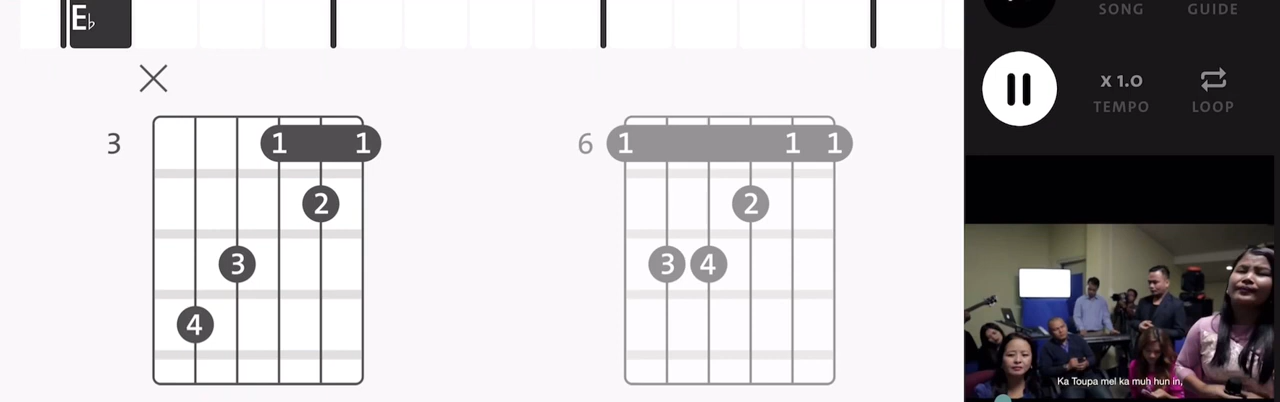 E♭
SONG GUIDE
X 1.0
TEMPO LOOP
3
1 1
2
3
4
6
1 1 1
2
3 4
Ka Toupa mel ka muh hun in,